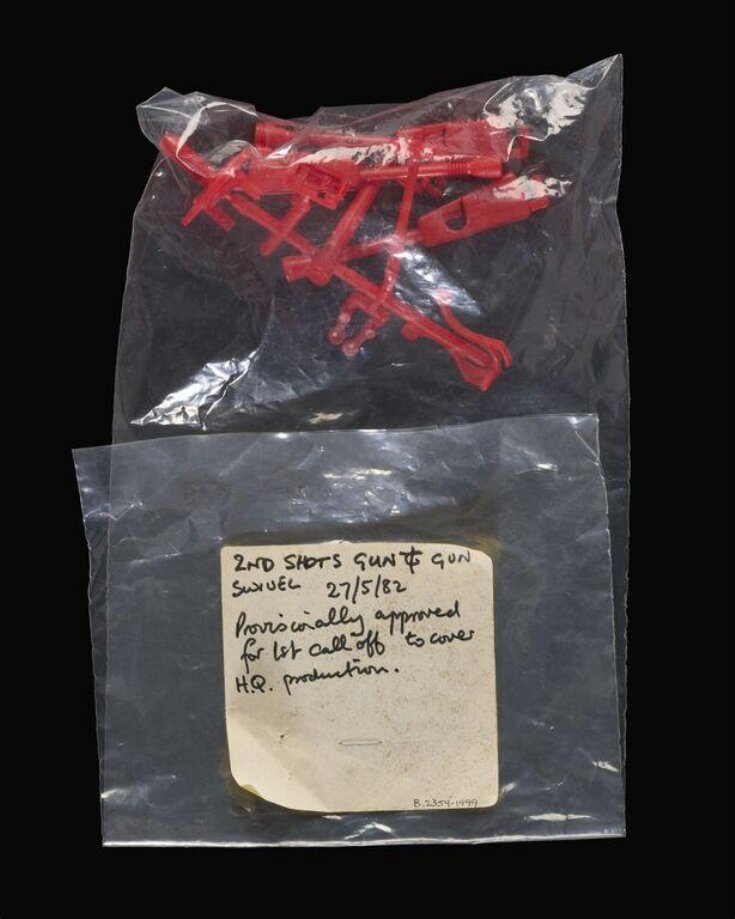 2ND SHOTS GUN & GUN
SWIVEL 27/5/82
Provisionally approved
for 1st call off to cover
H.Q. production.
B.2354-1999